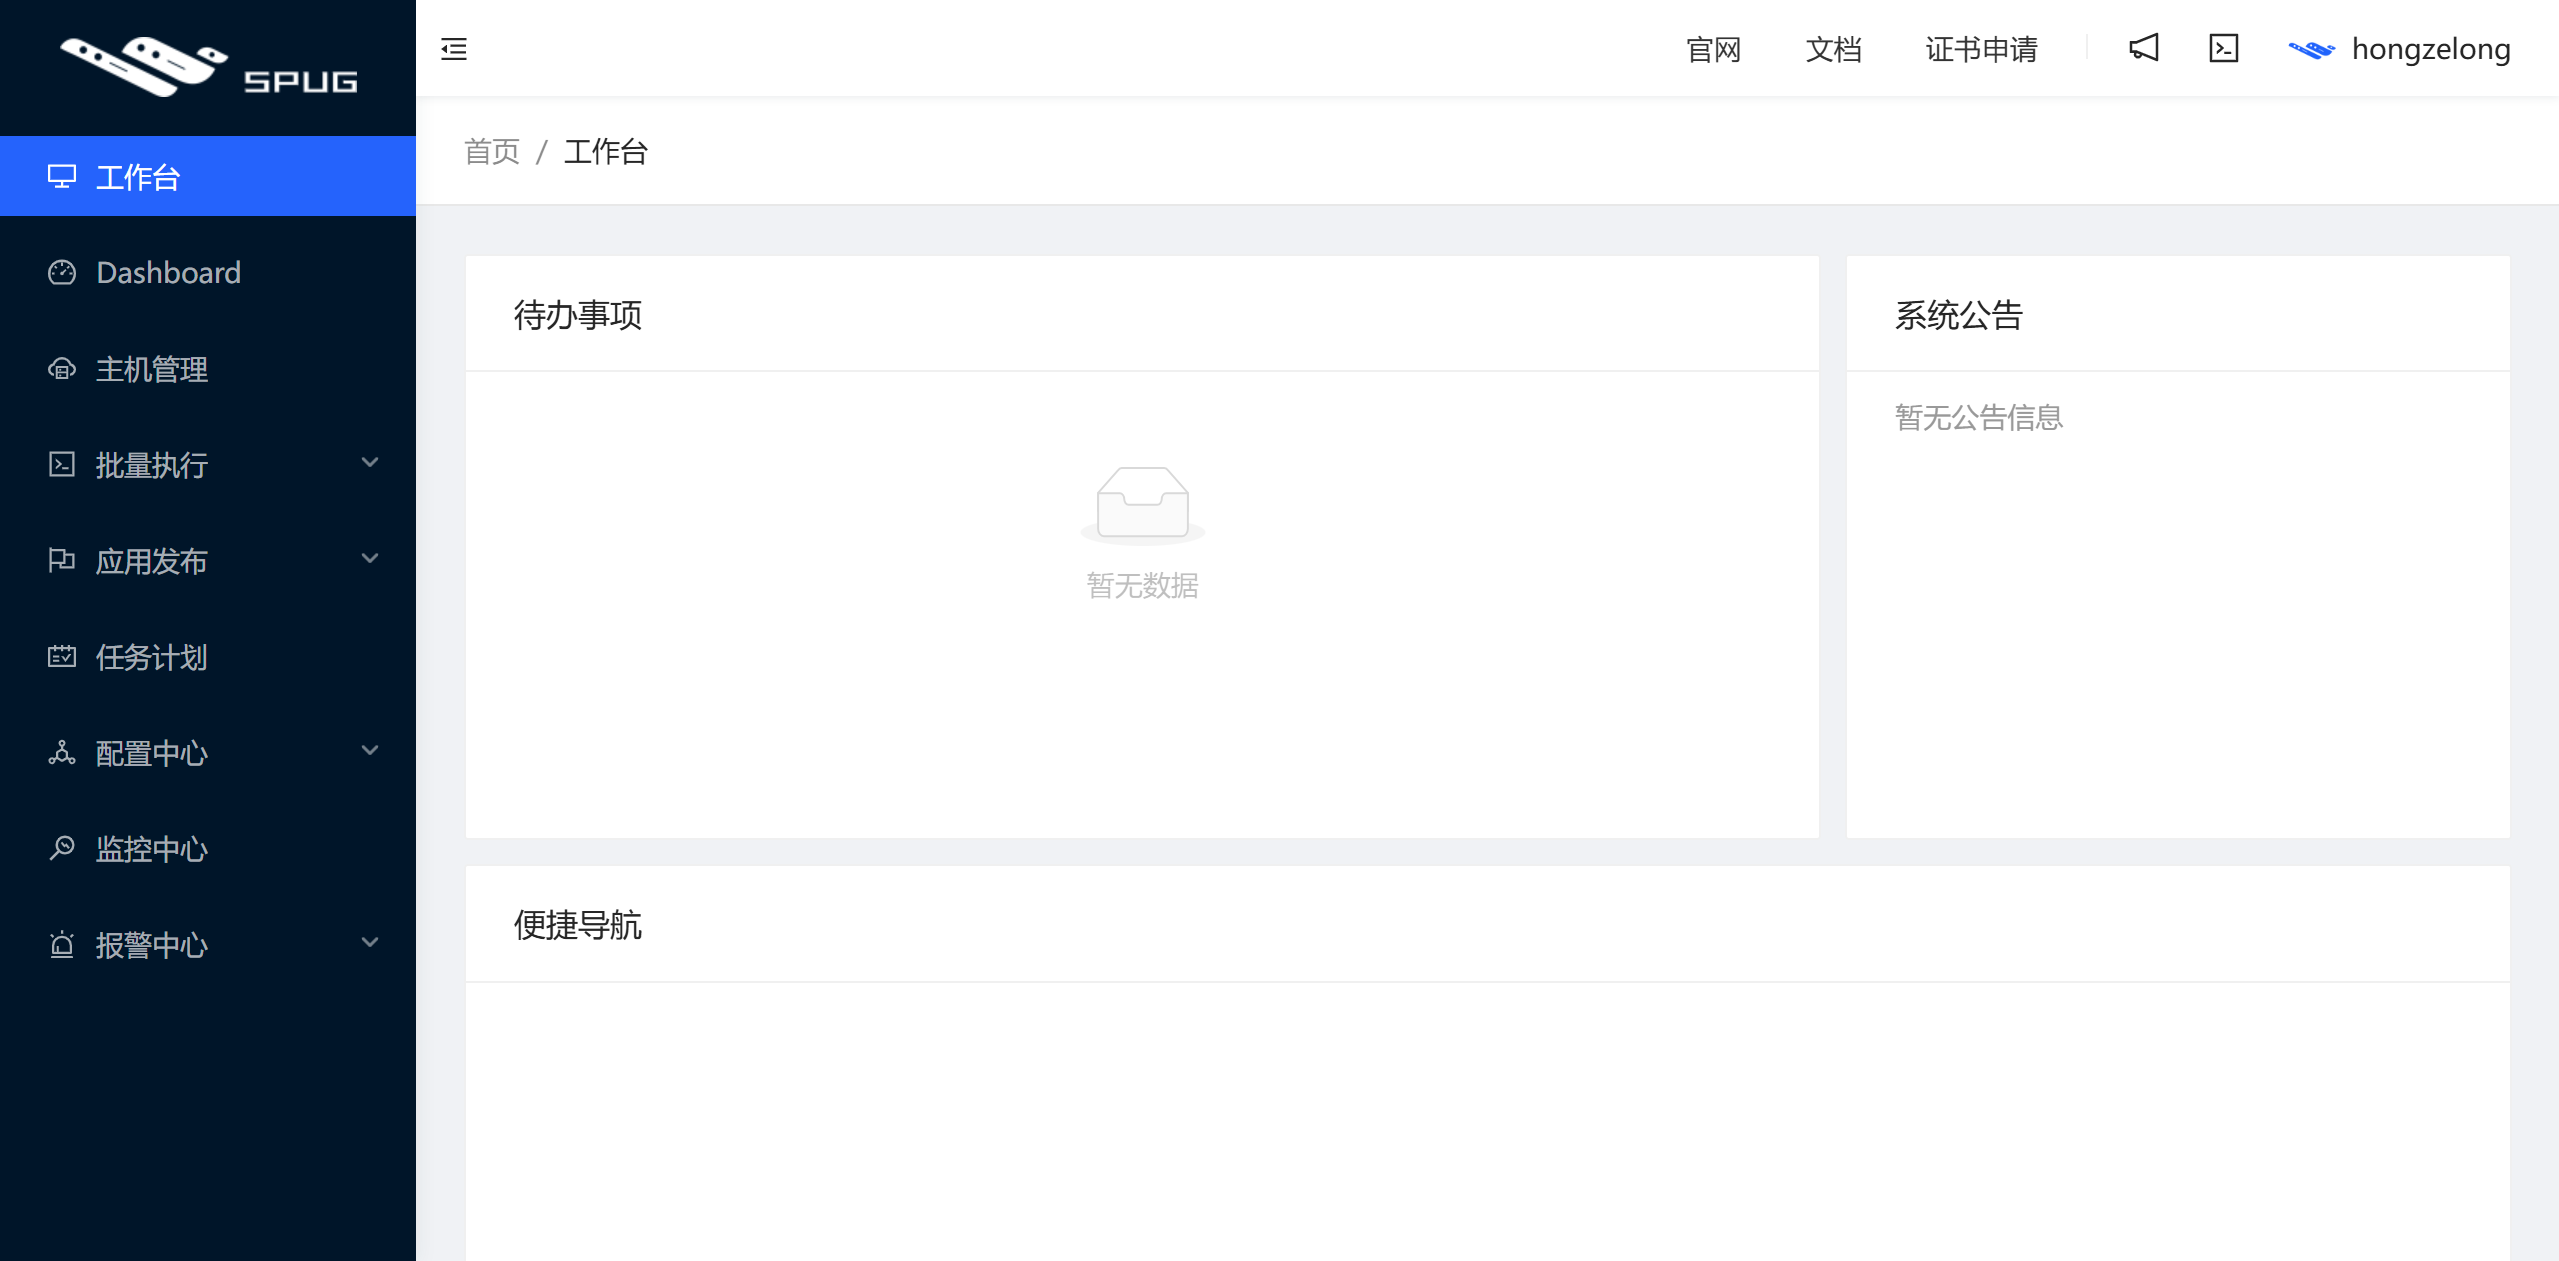 SPUG
工作台
Dashboard
主机管理
批量执行
应用发布
任务计划
配置中心
监控中心
报警中心
官网 文档 证书申请 hongzelong
首页 / 工作台
待办事项
暂无数据
系统公告
暂无公告信息
便捷导航